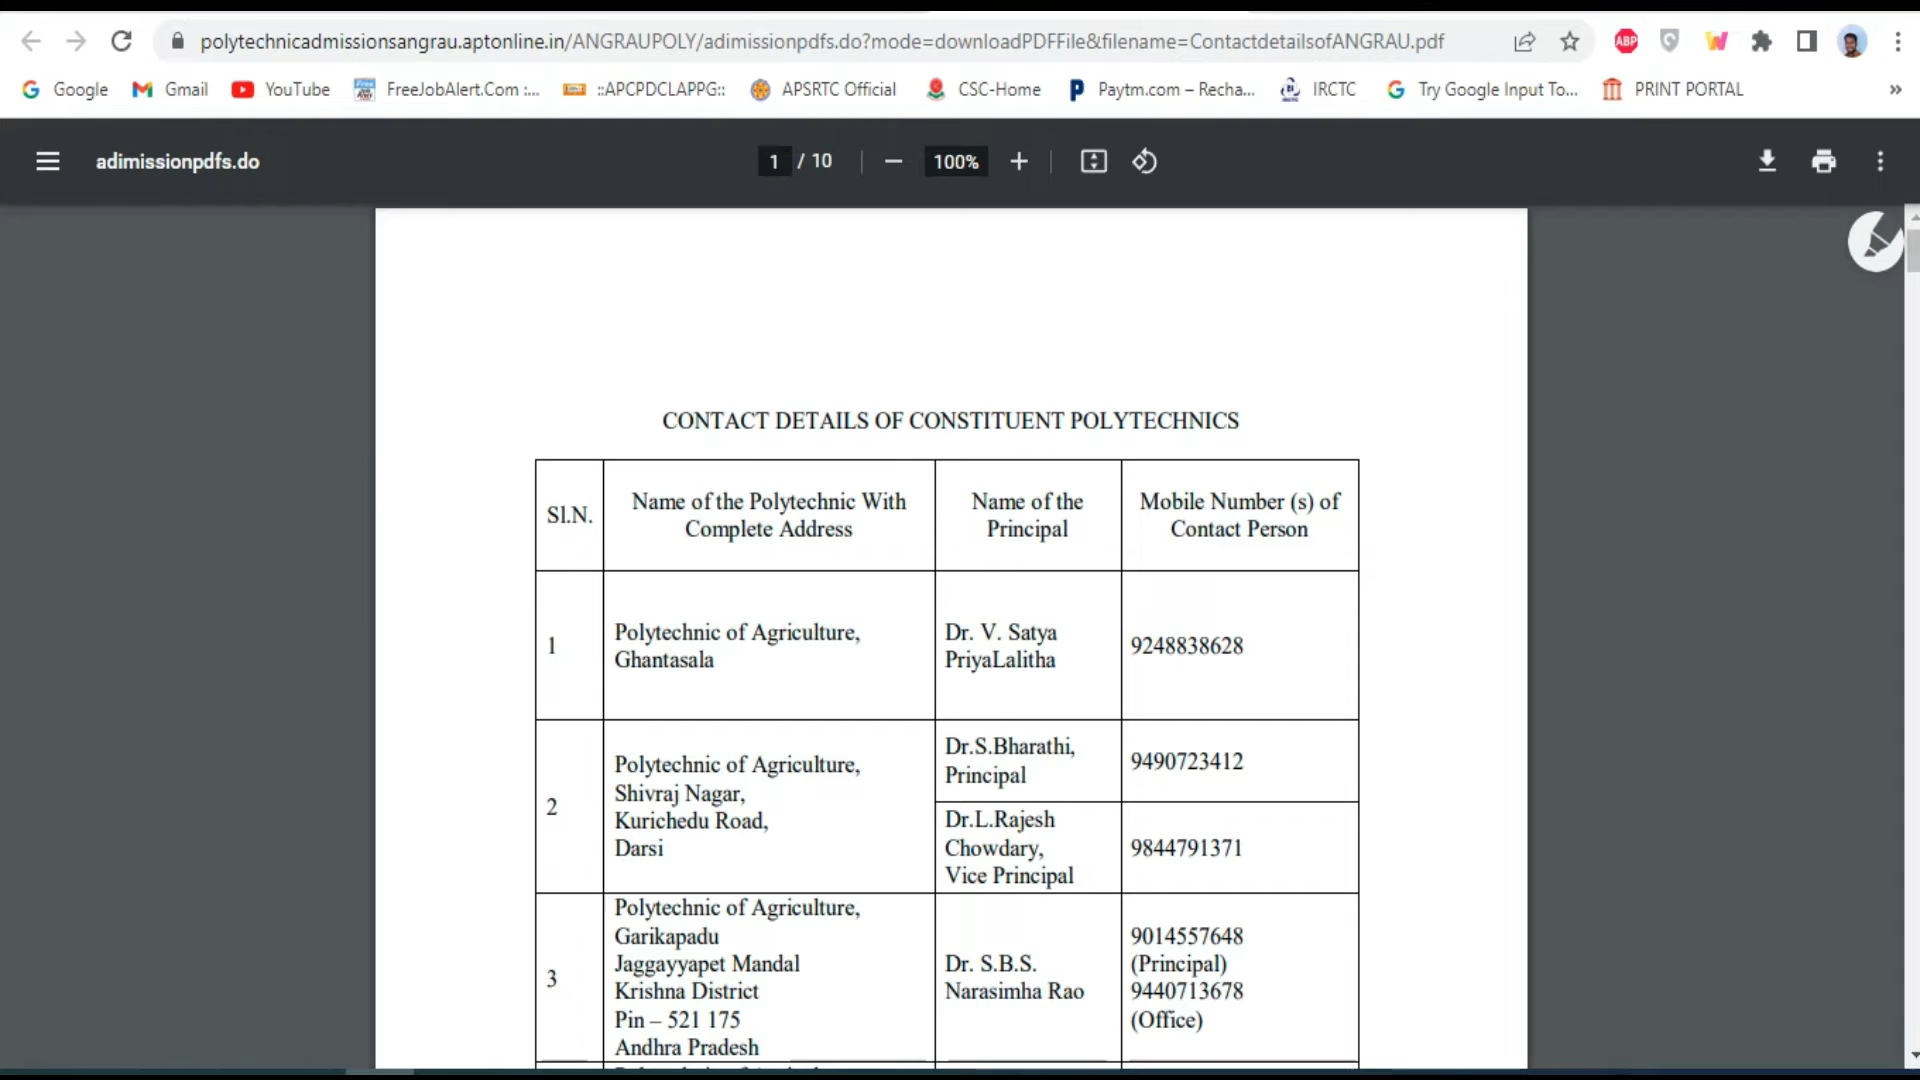 polytechnicadmissionsangrau.aptonline.in/ANGRAUPOLY/adimissionpdfs.do?mode=downloadPDFFile&filename=ContactdetailsofANGRAU.pdf
ABP
Google Gmail YouTube FreeJobAlert.Com :... ::APCPDCLAPPG:: APSRTC Official CSC-Home Paytm.com – Recha... IRCTC Try Google Input To... PRINT PORTAL »
adimissionpdfs.do 1 / 10 100%
CONTACT DETAILS OF CONSTITUENT POLYTECHNICS
Sl.N.
Name of the Polytechnic With
Complete Address
Name of the
Principal
Mobile Number (s) of
Contact Person
1
Polytechnic of Agriculture,
Ghantasala
Dr. V. Satya
PriyaLalitha
9248838628
2
Polytechnic of Agriculture,
Shivraj Nagar,
Kurichedu Road,
Darsi
Dr.S.Bharathi,
Principal
9490723412
Dr.L.Rajesh
Chowdary,
Vice Principal
9844791371
3
Polytechnic of Agriculture,
Garikapadu
Jaggayyapet Mandal
Krishna District
Pin – 521 175
Andhra Pradesh
Dr. S.B.S.
Narasimha Rao
9014557648
(Principal)
9440713678
(Office)